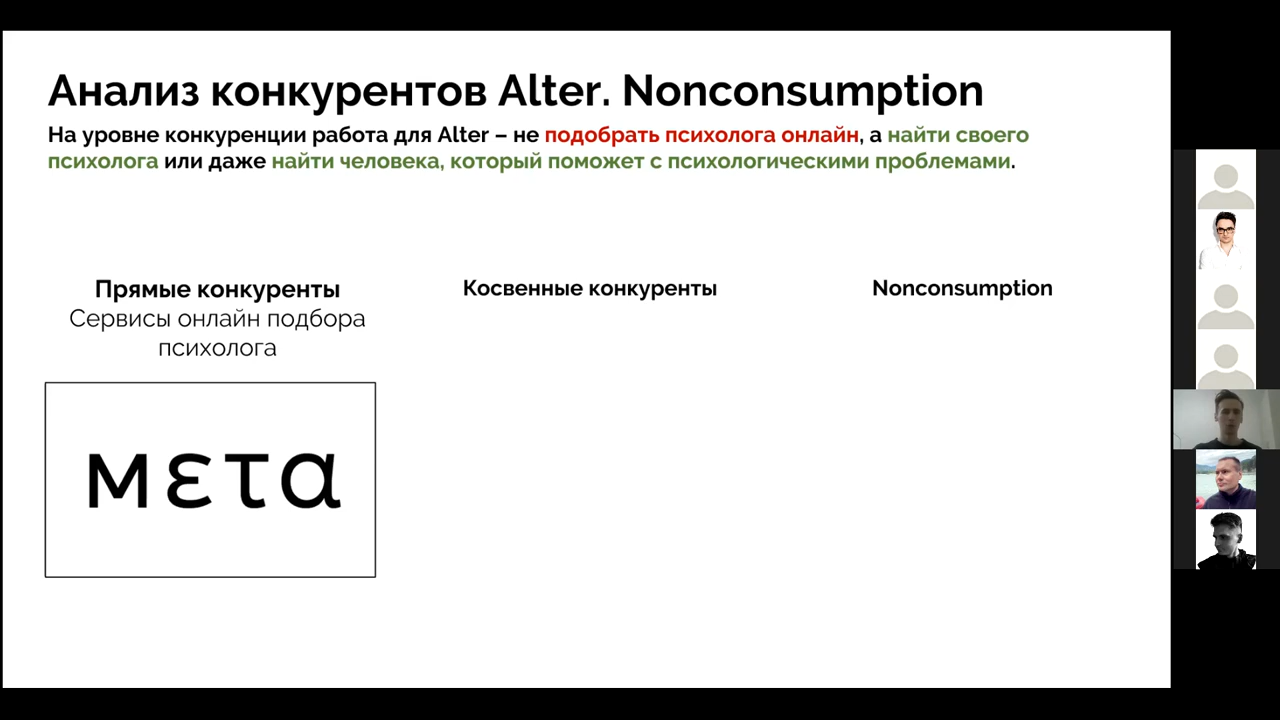 Анализ конкурентов Alter. Nonconsumption
На уровне конкуренции работа для Alter – не подобрать психолога онлайн, а найти своего
психолога или даже найти человека, который поможет с психологическими проблемами.
Прямые конкуренты
Косвенные конкуренты
Nonconsumption
Сервисы онлайн подбора
психолога
μετα